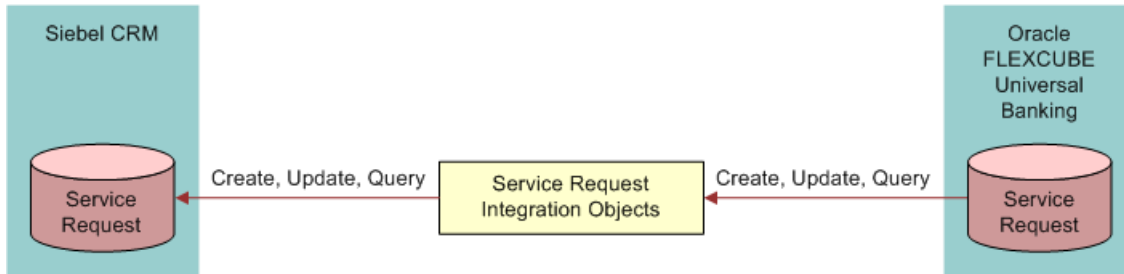 Siebel CRM
Oracle
FLEXCUBE
Universal
Banking
Create, Update, Query
Create, Update, Query
Service
Request
Service Request
Integration Objects
Service
Request